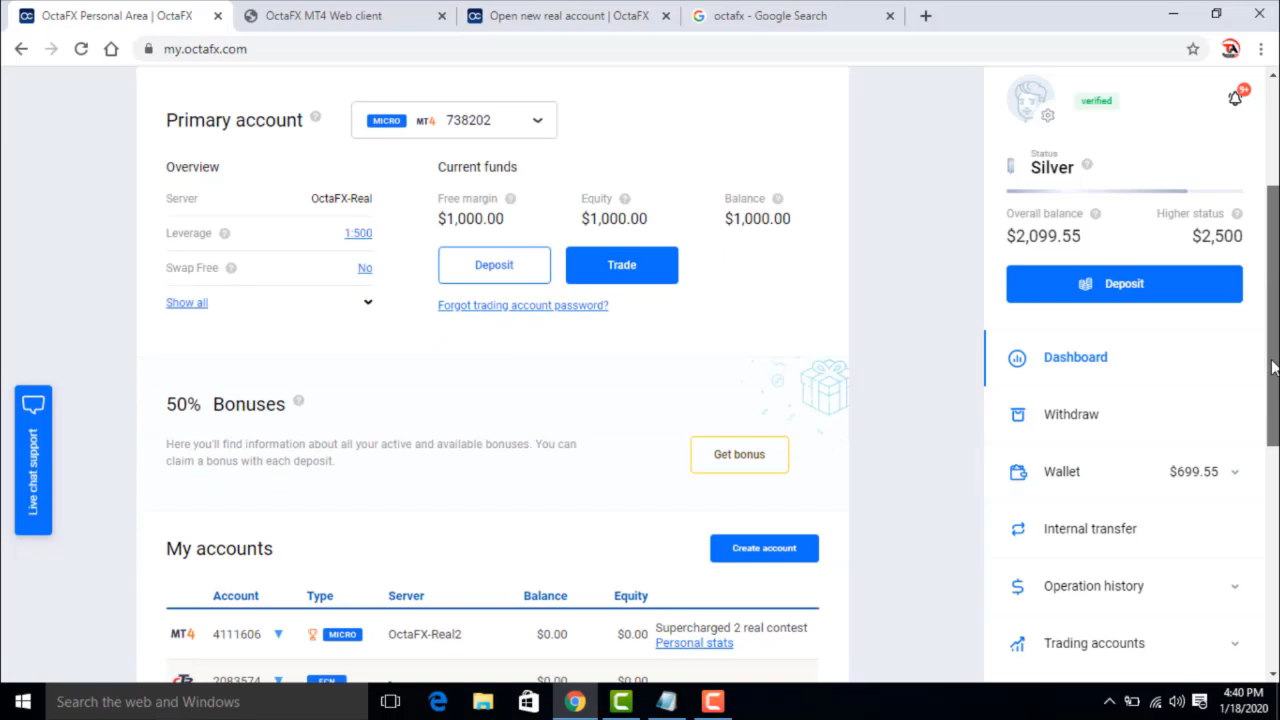 OctaFX Personal Area | OctaFX
OctaFX MT4 Web client
Open new real account | OctaFX
octafx - Google Search
my.octafx.com
Primary account
MICRO MT4 738202
Overview
Server OctaFX-Real
Leverage 1:500
Swap Free No
Show all
Current funds
Free margin Equity Balance
$1,000.00 $1,000.00 $1,000.00
Deposit Trade
Forgot trading account password?
50% Bonuses
Here you'll find information about all your active and available bonuses. You can
claim a bonus with each deposit.
Get bonus
My accounts
Create account
Account Type Server Balance Equity
MT4 4111606 MICRO OctaFX-Real2 $0.00 $0.00 Supercharged 2 real contest
Personal stats
2083574 ECN
Live chat support
verified
9+
Status
Silver
Overall balance Higher status
$2,099.55 $2,500
Deposit
Dashboard
Withdraw
Wallet $699.55
Internal transfer
Operation history
Trading accounts
Search the web and Windows
4:40 PM
1/18/2020